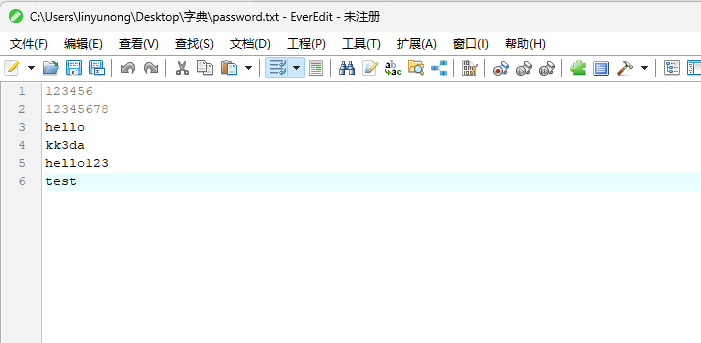 C:\Users\linyunong\Desktop\字典\password.txt - EverEdit - 未注册
文件(F) 编辑(E) 查看(V) 查找(S) 文档(D) 工程(P) 工具(T) 扩展(A) 窗口(I) 帮助(H)
1 123456
2 12345678
3 hello
4 kk3da
5 hello123
6 test